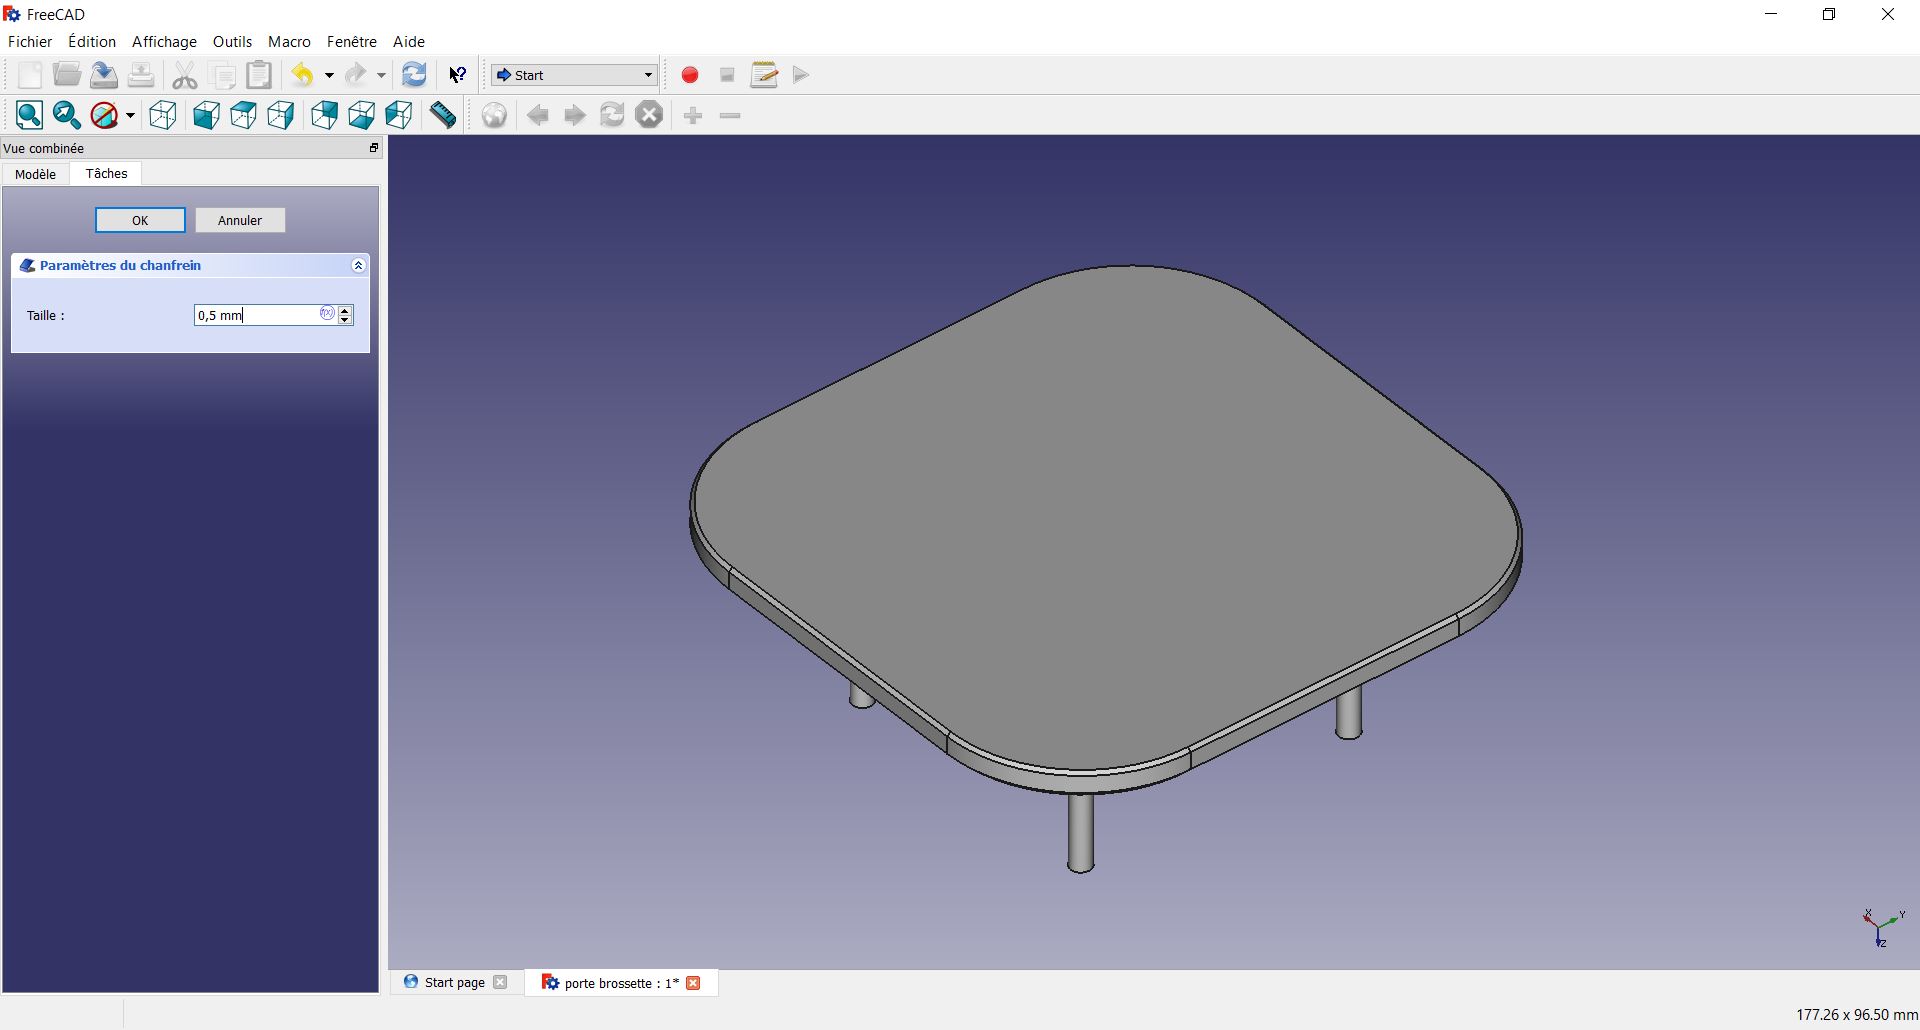 FreeCAD
Fichier Édition Affichage Outils Macro Fenêtre Aide
Start
Vue combinée
Modèle Tâches
OK Annuler
Paramètres du chanfrein
Taille : 0,5 mm f(x)
X Y
Z
Start page porte brossette : 1*
177.26 x 96.50 mm